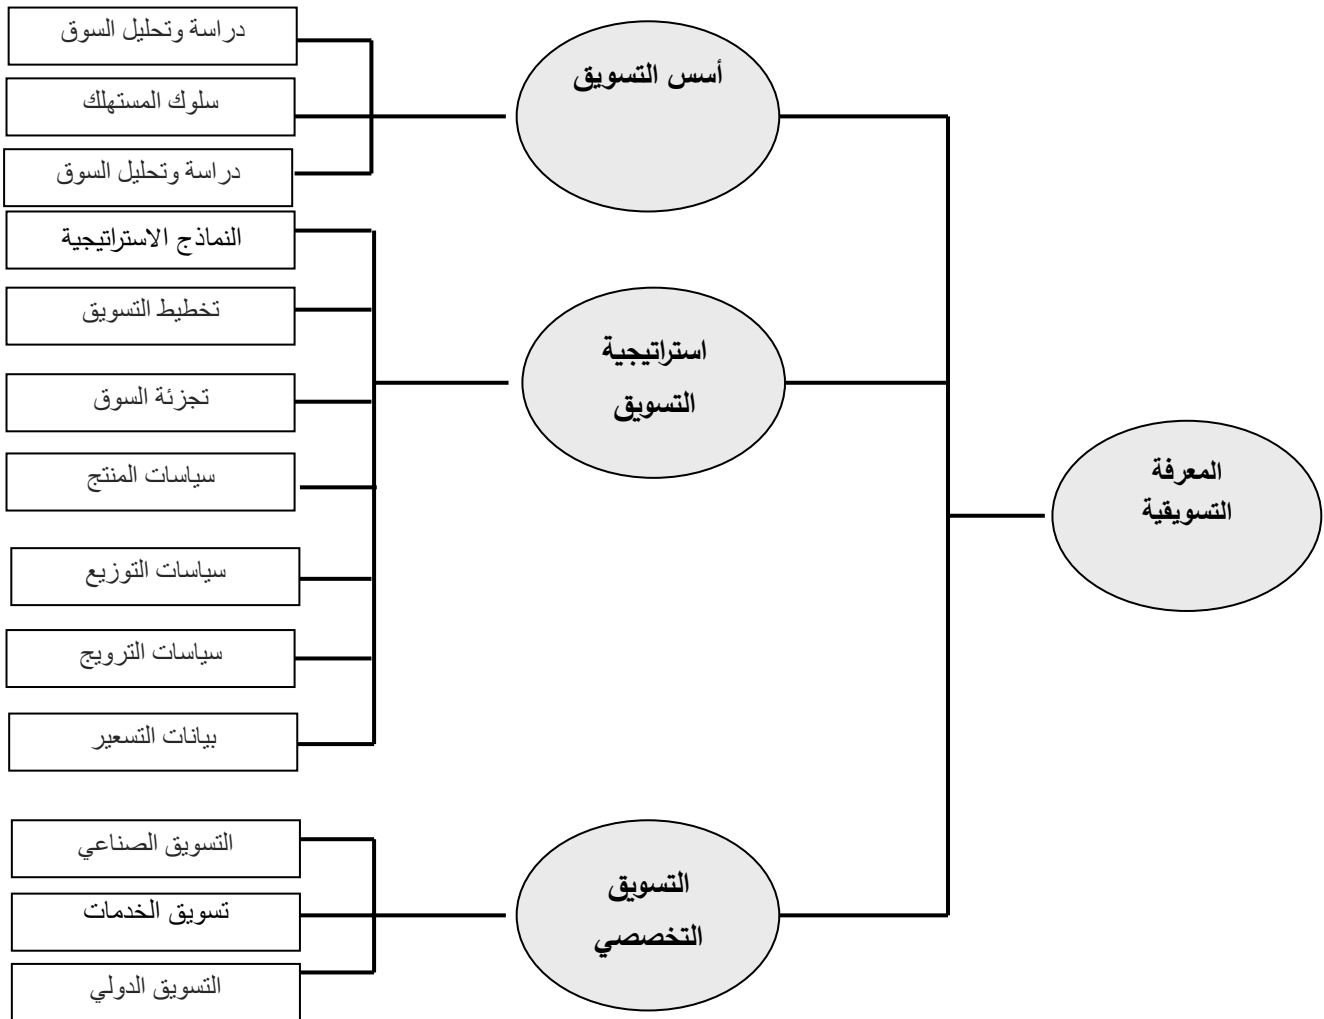 المعرفة
التسويقية
أسس التسويق
دراسة وتحليل السوق
سلوك المستهلك
دراسة وتحليل السوق
استراتيجية
التسويق
النماذج الاستراتيجية
تخطيط التسويق
تجزئة السوق
سياسات المنتج
سياسات التوزيع
سياسات الترويج
بيانات التسعير
التسويق
التخصصي
التسويق الصناعي
تسويق الخدمات
التسويق الدولي